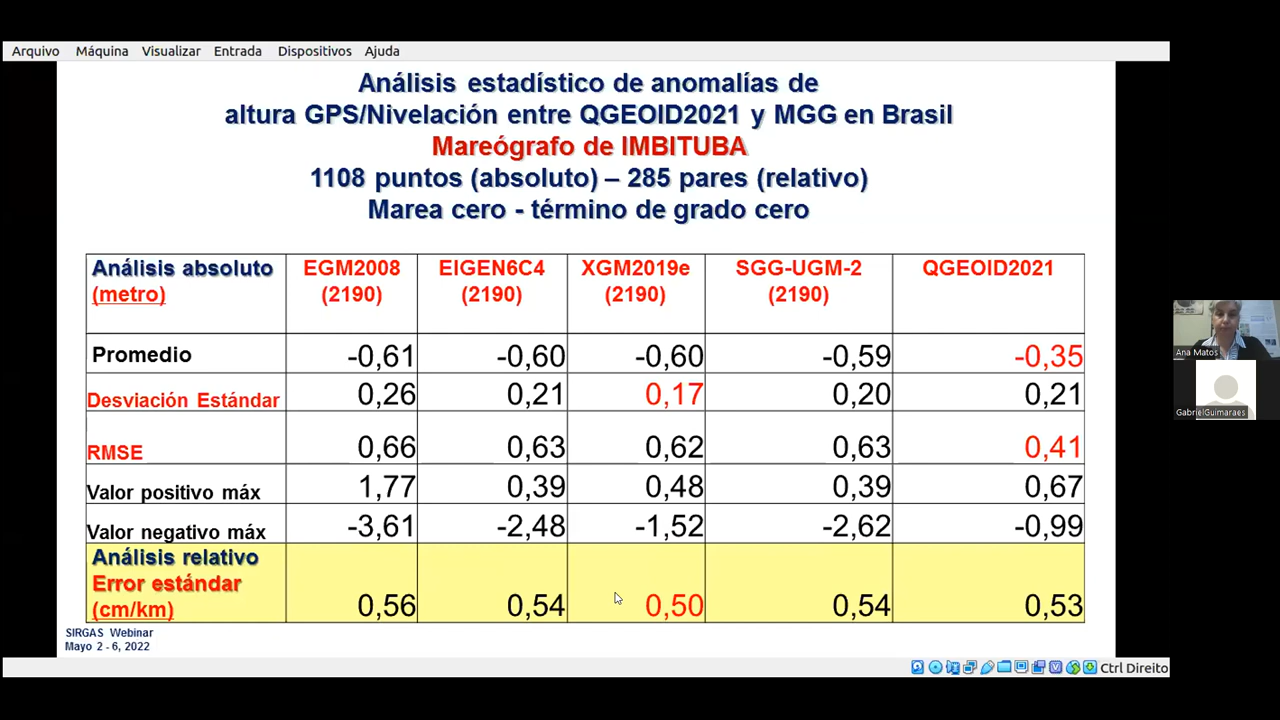 Arquivo Máquina Visualizar Entrada Dispositivos Ajuda
Análisis estadístico de anomalías de
altura GPS/Nivelación entre QGEOID2021 y MGG en Brasil
Mareógrafo de IMBITUBA
1108 puntos (absoluto) – 285 pares (relativo)
Marea cero - término de grado cero
Análisis absoluto EGM2008 EIGEN6C4 XGM2019e SGG-UGM-2 QGEOID2021
(metro) (2190) (2190) (2190) (2190)
Promedio -0,61 -0,60 -0,60 -0,59 -0,35
Desviación Estándar 0,26 0,21 0,17 0,20 0,21
RMSE 0,66 0,63 0,62 0,63 0,41
Valor positivo máx 1,77 0,39 0,48 0,39 0,67
Valor negativo máx -3,61 -2,48 -1,52 -2,62 -0,99
Análisis relativo
Error estándar
(cm/km) 0,56 0,54 0,50 0,54 0,53
SIRGAS Webinar
Mayo 2 - 6, 2022
Ctrl Direito
Ana Matos
GabrielGuimaraes